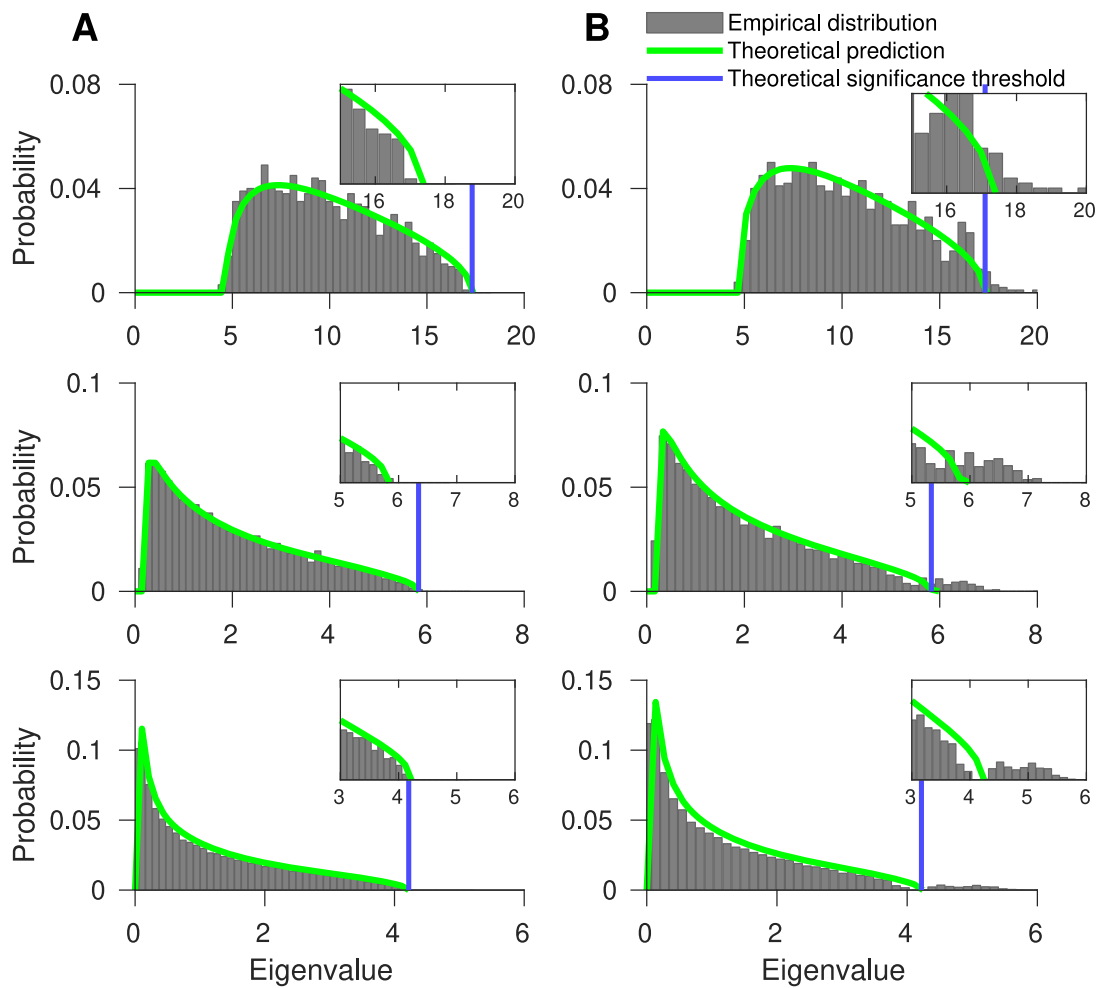 A
B
Empirical distribution
Theoretical prediction
Theoretical significance threshold
0.08
0.04
0
Probability
0 5 10 15 20
16 18 20
0.08
0.04
0
Probability
0 5 10 15 20
16 18 20
0.1
0.05
0
Probability
0 2 4 6 8
5 6 7 8
0.1
0.05
0
Probability
0 2 4 6 8
5 6 7 8
0.15
0.1
0.05
0
Probability
0 2 4 6
3 4 5 6
Eigenvalue
0.15
0.1
0.05
0
Probability
0 2 4 6
3 4 5 6
Eigenvalue